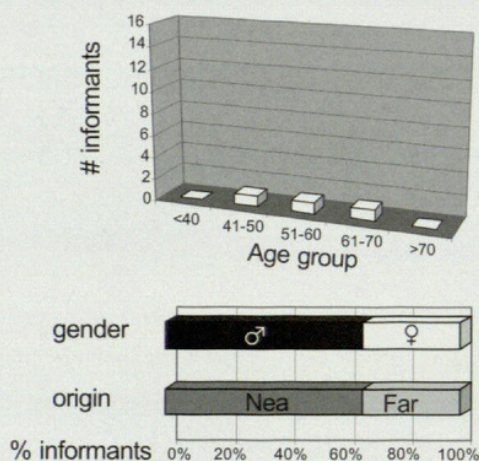 16
14
12
10
8
6
4
2
0
# informants
<40 41-50 51-60 61-70 >70
Age group
gender ♂ ♀
origin Nea Far
% informants 0% 20% 40% 60% 80% 100%